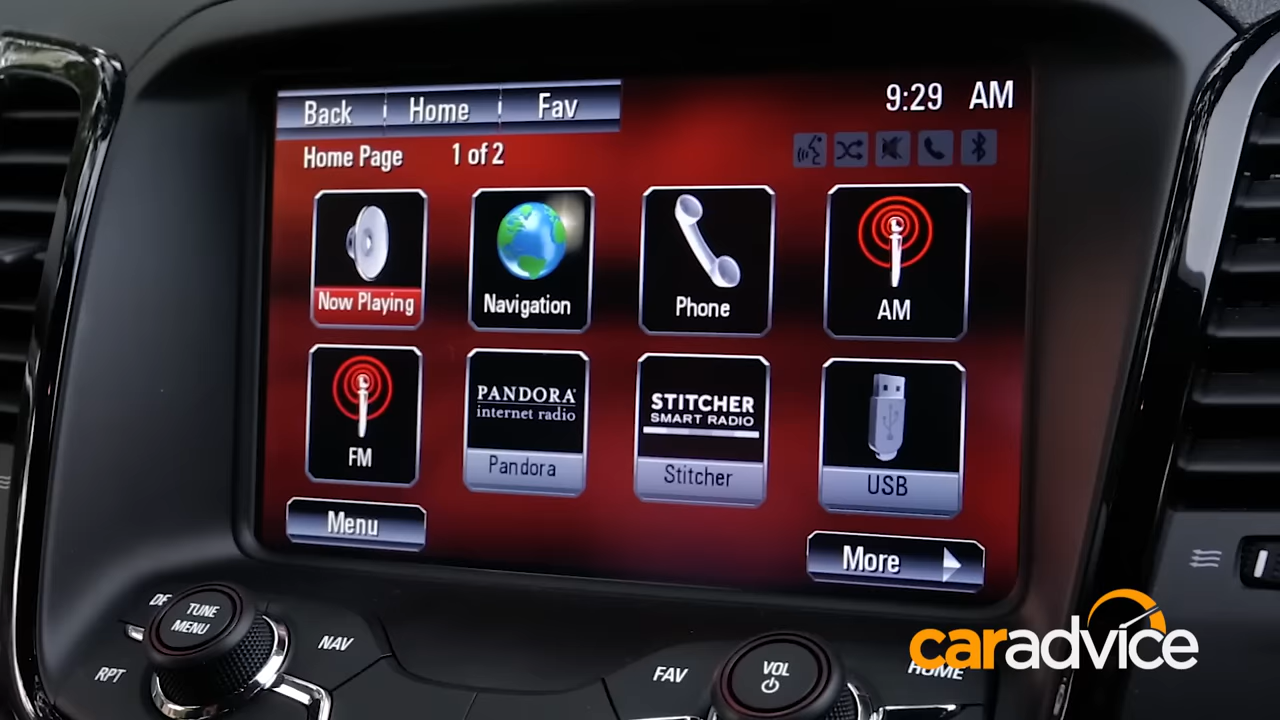 Back Home Fav
9:29 AM
Home Page 1 of 2
Now Playing
Navigation
Phone
AM
FM
PANDORA
internet radio
Pandora
STITCHER
SMART RADIO
Stitcher
USB
Menu
More
TUNE
MENU
NAV
RPT
FAV
VOL
HOME
caradvice